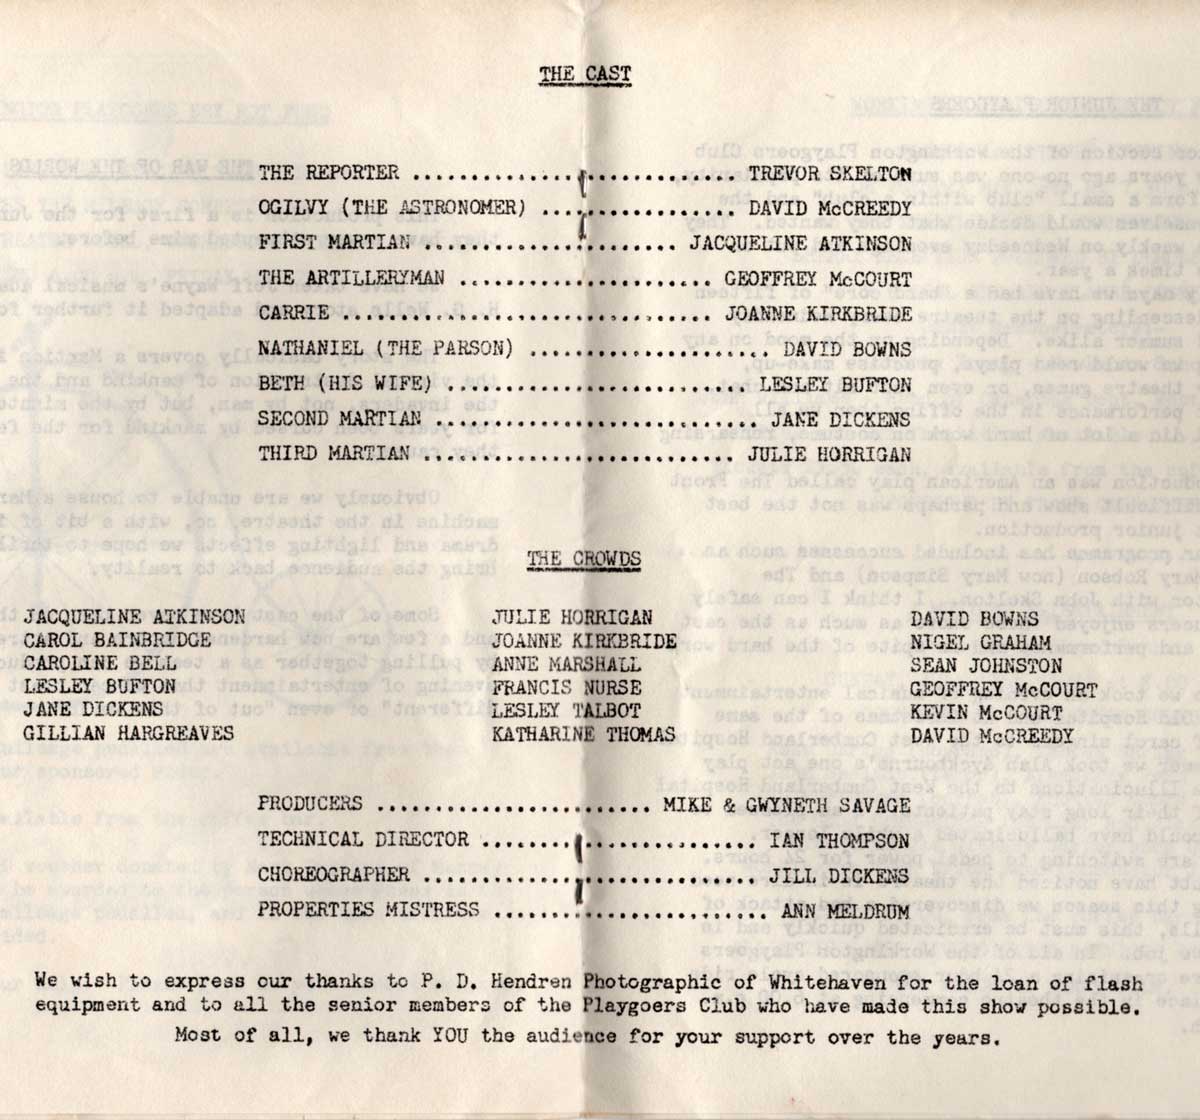 THE CAST
THE REPORTER .............................. TREVOR SKELTON
OGILVY (THE ASTRONOMER) .................. DAVID McCREEDY
FIRST MARTIAN ........................ JACQUELINE ATKINSON
THE ARTILLERYMAN ........................ GEOFFREY McCOURT
CARRIE ................................. JOANNE KIRKBRIDE
NATHANIEL (THE PARSON) ...................... DAVID BOWNS
BETH (HIS WIFE) ........................... LESLEY BUFTON
SECOND MARTIAN ............................. JANE DICKENS
THIRD MARTIAN ........................... JULIE HORRIGAN
THE CROWDS
JACQUELINE ATKINSON JULIE HORRIGAN DAVID BOWNS
CAROL BAINBRIDGE JOANNE KIRKBRIDE NIGEL GRAHAM
CAROLINE BELL ANNE MARSHALL SEAN JOHNSTON
LESLEY BUFTON FRANCIS NURSE GEOFFREY McCOURT
JANE DICKENS LESLEY TALBOT KEVIN McCOURT
GILLIAN HARGREAVES KATHARINE THOMAS DAVID McCREEDY
PRODUCERS ........................ MIKE & GWYNETH SAVAGE
TECHNICAL DIRECTOR ........................ IAN THOMPSON
CHOREOGRAPHER ............................. JILL DICKENS
PROPERTIES MISTRESS ........................ ANN MELDRUM
We wish to express our thanks to P. D. Hendren Photographic of Whitehaven for the loan of flash
equipment and to all the senior members of the Playgoers Club who have made this show possible.
Most of all, we thank YOU the audience for your support over the years.